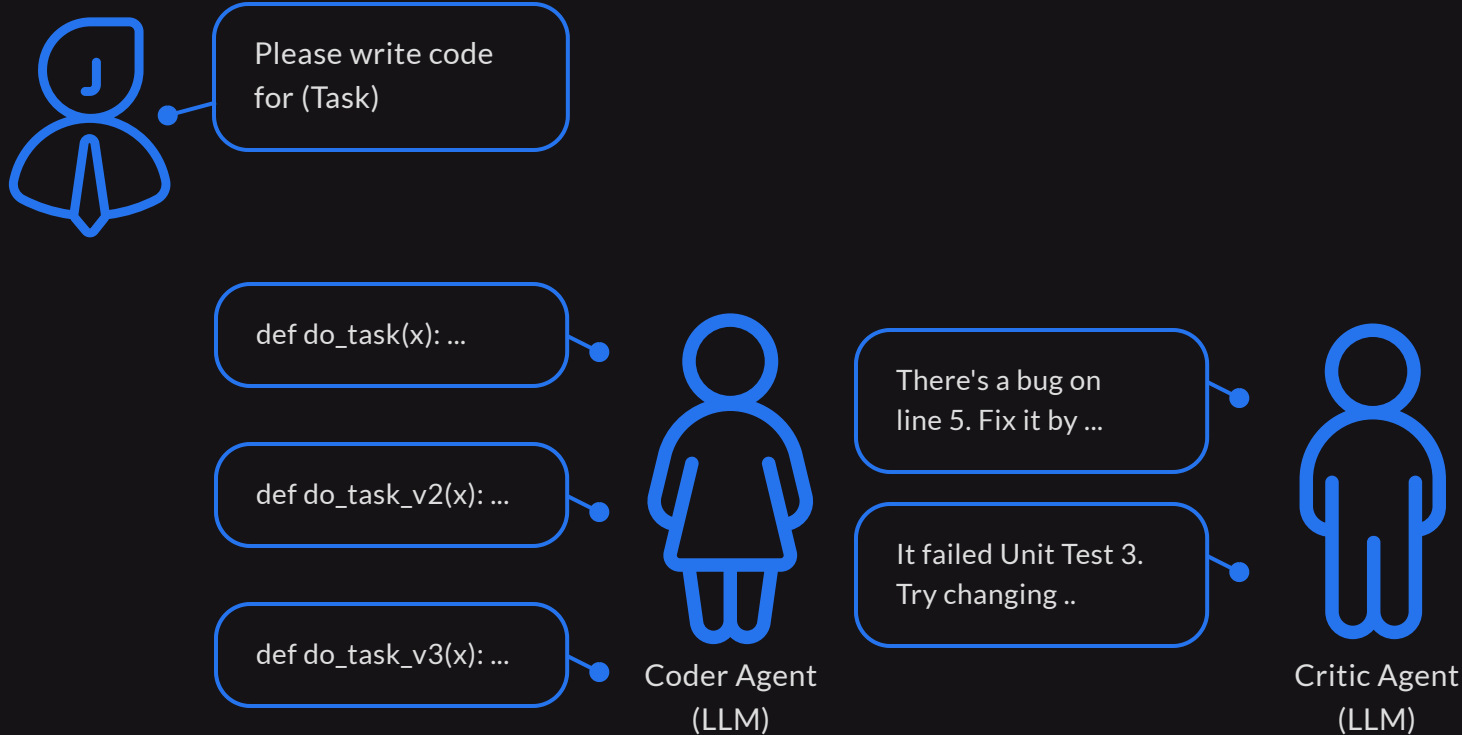 Please write code
for (Task)
def do_task(x): ...
def do_task_v2(x): ...
def do_task_v3(x): ...
Coder Agent
(LLM)
There's a bug on
line 5. Fix it by ...
It failed Unit Test 3.
Try changing ..
Critic Agent
(LLM)